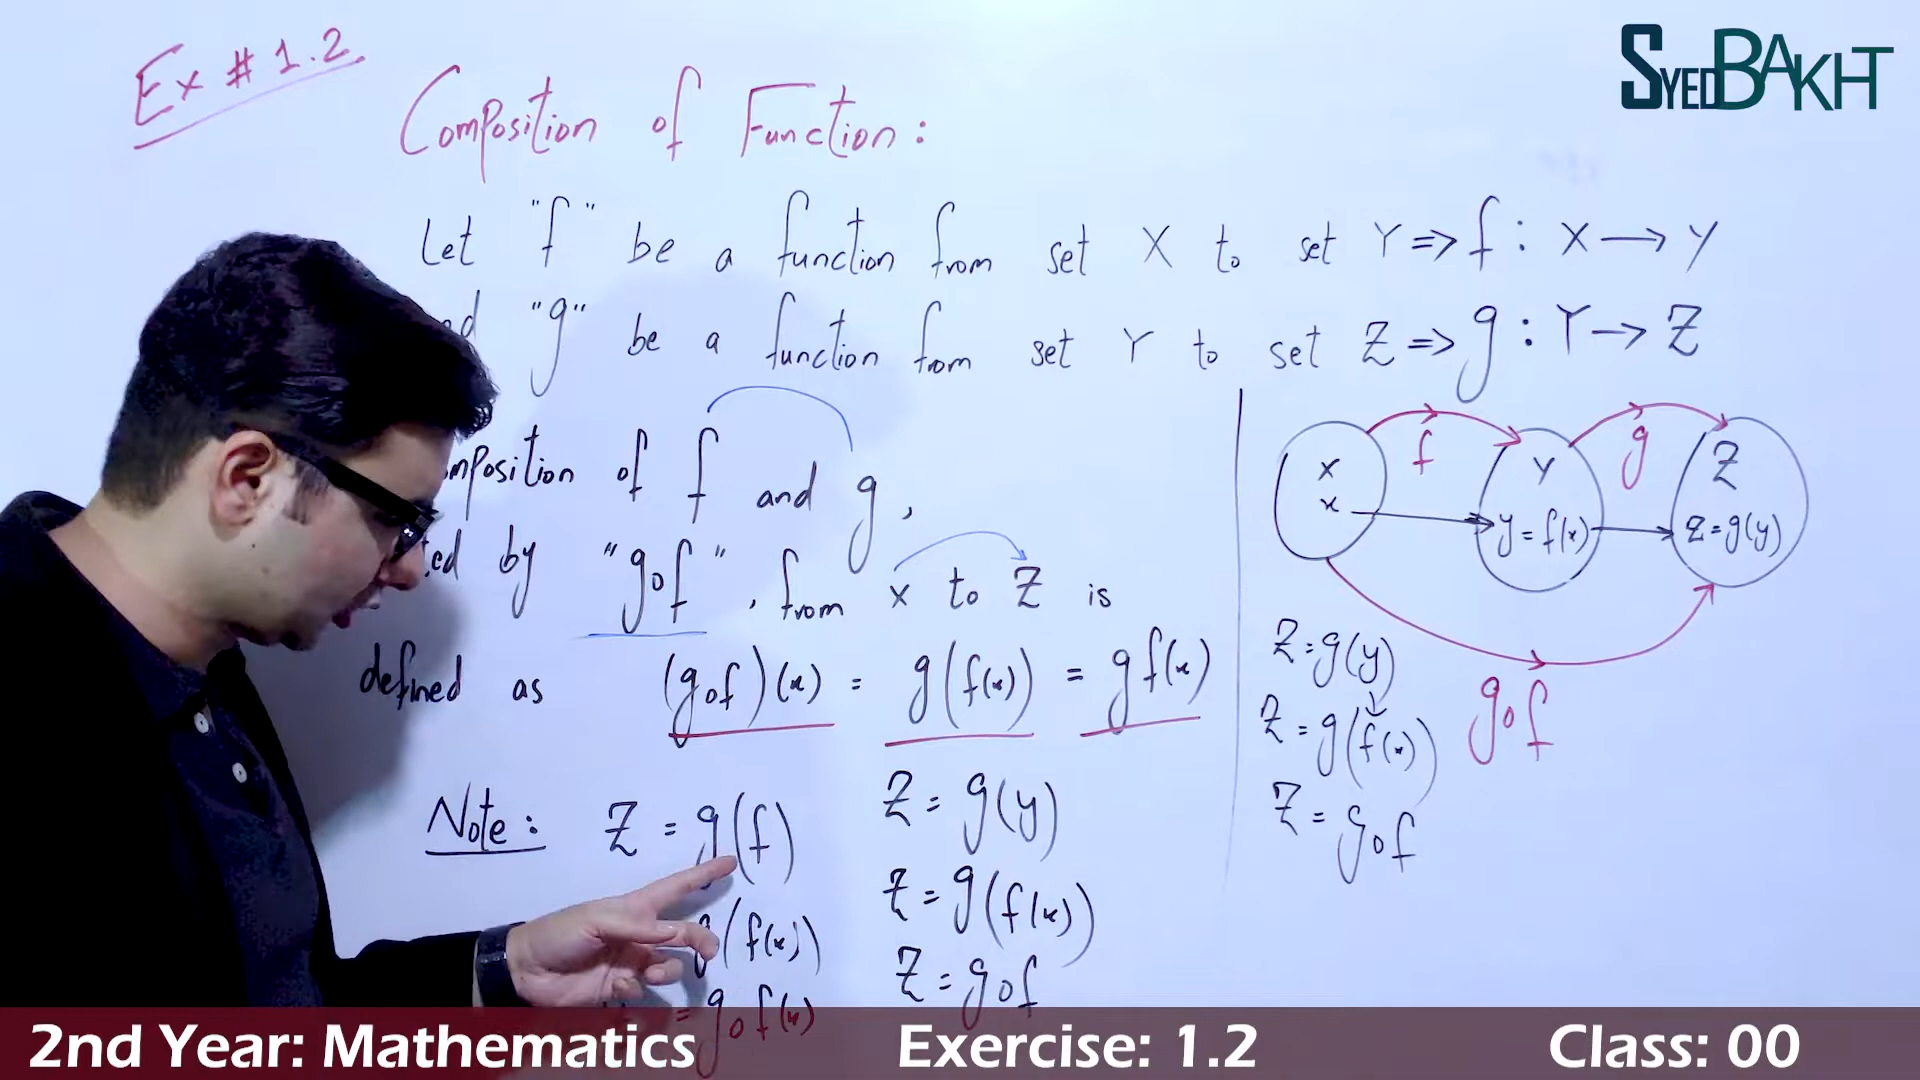 Ex # 1.2
SYEDBAKHT
Composition of Function:
Let "f" be a function from set X to set Y => f : X → Y
"g" be a function from set Y to set Z => g : Y → Z
of f and g,
by "gof", from x to Z is
defined as (gof)(x) = g(f(x)) = gf(x)
Note: Z = g(f)
g(f(x))
= gof(x)
Z = g(y)
Z = g(f(x))
Z = gof
f g
X Y Z
x y = f(x) Z = g(y)
gof
Z = g(y)
Z = g(f(x))
Z = gof
2nd Year: Mathematics Exercise: 1.2 Class: 00